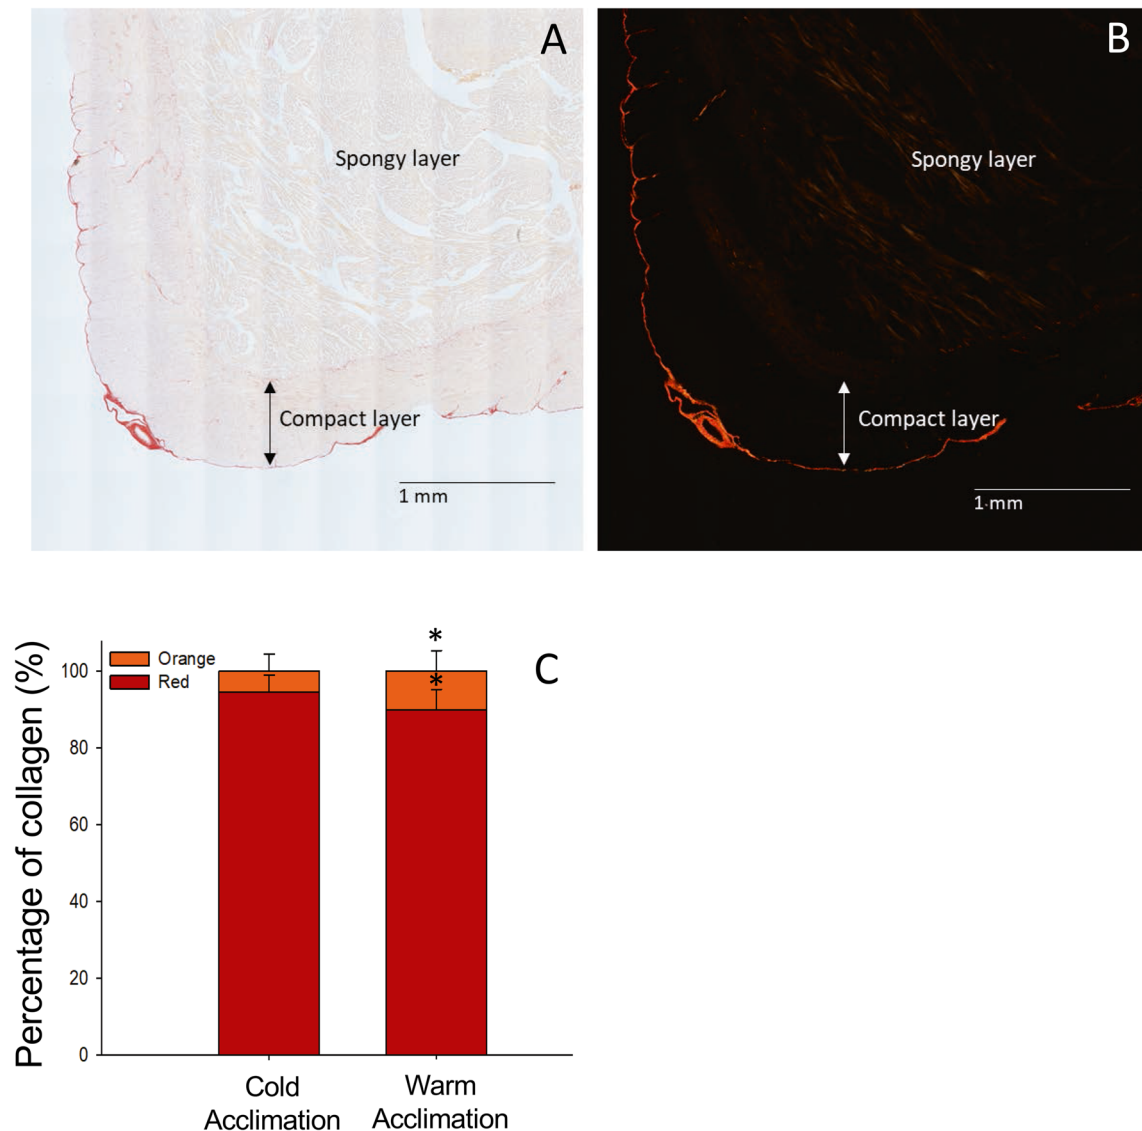 A
Spongy layer
Compact layer
1 mm
B
Spongy layer
Compact layer
1 mm
C
Percentage of collagen (%)
Orange
Red
100
80
60
40
20
0
*
*
Cold
Acclimation
Warm
Acclimation